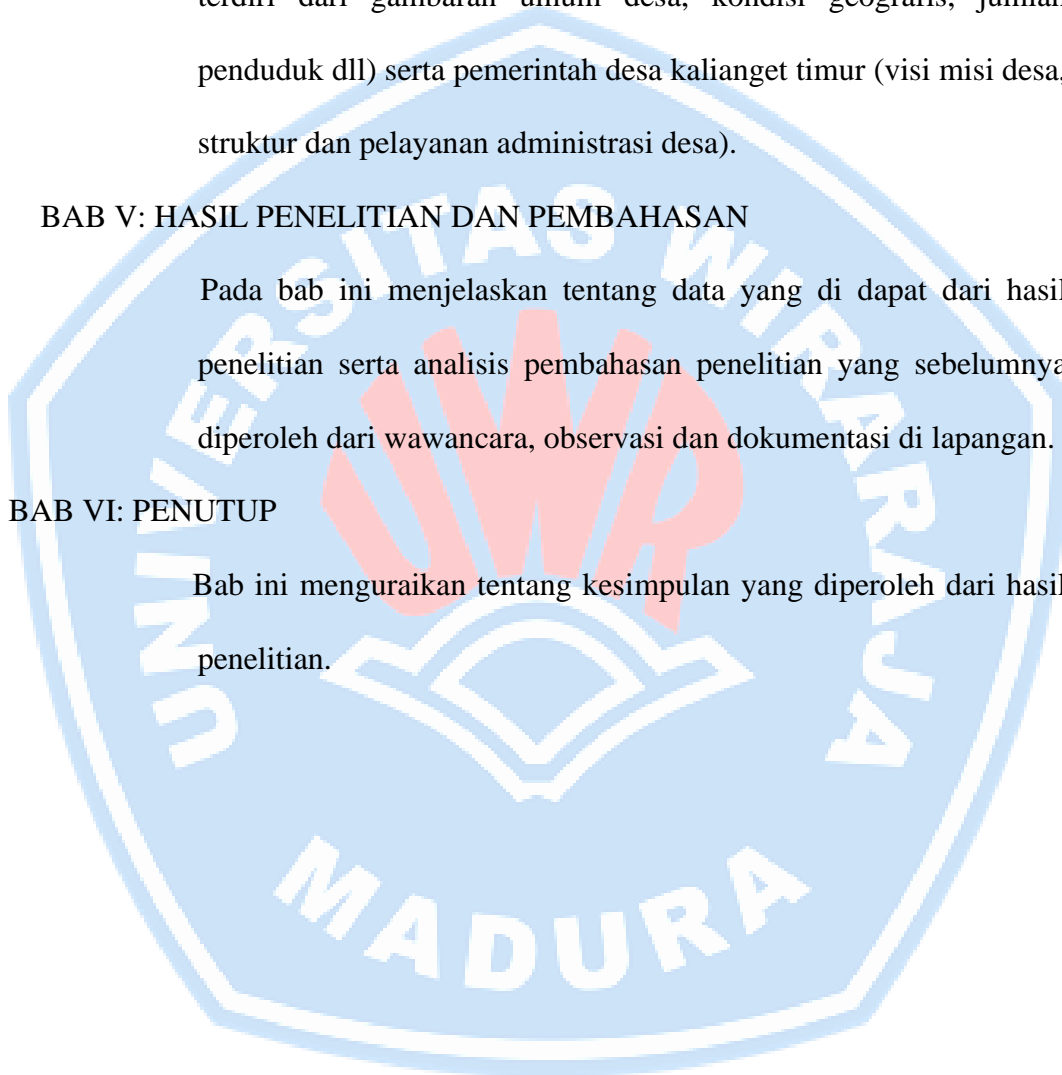 terdiri dari gambaran umum desa, kondisi geografis, jumlah
penduduk dll) serta pemerintah desa kalianget timur (visi misi desa,
struktur dan pelayanan administrasi desa).
BAB V: HASIL PENELITIAN DAN PEMBAHASAN
Pada bab ini menjelaskan tentang data yang di dapat dari hasil
penelitian serta analisis pembahasan penelitian yang sebelumnya
diperoleh dari wawancara, observasi dan dokumentasi di lapangan.
BAB VI: PENUTUP
Bab ini menguraikan tentang kesimpulan yang diperoleh dari hasil
penelitian.
UNIVERSITAS WIRARAJA
UWR
MADURA